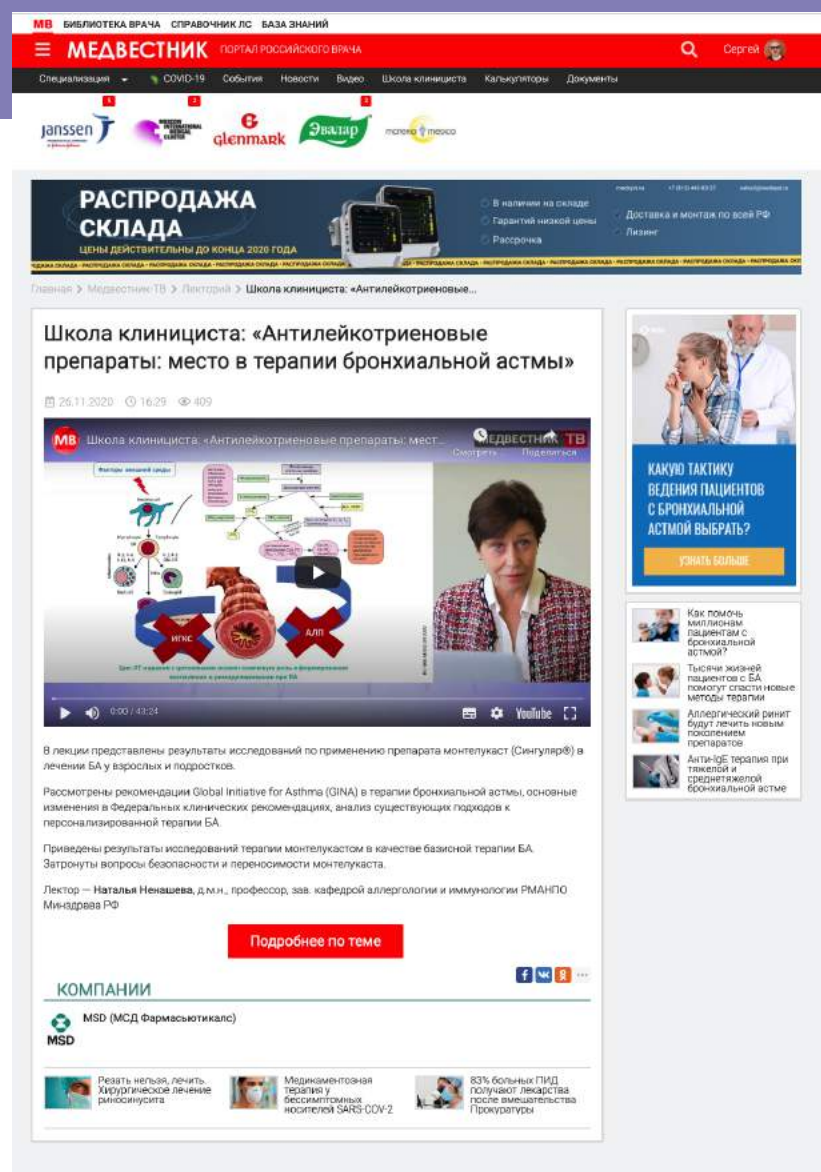 МВ БИБЛИОТЕКА ВРАЧА СПРАВОЧНИК ЛС БАЗА ЗНАНИЙ
МЕДВЕСТНИК ПОРТАЛ РОССИЙСКОГО ВРАЧА
Сергей
Специализация COVID-19 События Новости Видео Школа клинициста Калькуляторы Документы
janssen
MOSCOW INTERNATIONAL MEDICAL CENTER
glenmark
Эвалар
РАСПРОДАЖА
СКЛАДА
ЦЕНЫ ДЕЙСТВИТЕЛЬНЫ ДО КОНЦА 2020 ГОДА
В наличии на складе
Гарантий низкой цены
Рассрочка
Доставка и монтаж по всей РФ
Лизинг
Главная > Медвестник-ТВ > Лекторий > Школа клинициста: «Антилейкотриеновые...
Школа клинициста: «Антилейкотриеновые
препараты: место в терапии бронхиальной астмы»
26.11.2020 16:29 409
МВ Школа клинициста: «Антилейкотриеновые препараты: мест...
МЕДВЕСТНИК ТВ
Смотреть Поделиться
Факторы внешней среды
ИГКС
АЛП
0:00 / 43:24
YouTube
В лекции представлены результаты исследований по применению препарата монтелукаст (Сингуляр®) в
лечении БА у взрослых и подростков.
Рассмотрены рекомендации Global Initiative for Asthma (GINA) в терапии бронхиальной астмы, основные
изменения в Федеральных клинических рекомендациях, анализ существующих подходов к
персонализированной терапии БА.
Приведены результаты исследований терапии монтелукастом в качестве базисной терапии БА.
Затронуты вопросы безопасности и переносимости монтелукаста.
Лектор — Наталья Ненашева, д.м.н., профессор, зав. кафедрой аллергологии и иммунологии РМАНПО
Минздрава РФ
Подробнее по теме
КОМПАНИИ
MSD (МСД Фармасьютикалс)
MSD
Резать нельзя, лечить.
Хирургическое лечение
риносинусита
Медикаментозная
терапия у
бессимптомных
носителей SARS-COV-2
83% больных ПИД
получают лекарства
после вмешательства
Прокуратуры
КАКУЮ ТАКТИКУ
ВЕДЕНИЯ ПАЦИЕНТОВ
С БРОНХИАЛЬНОЙ
АСТМОЙ ВЫБРАТЬ?
УЗНАТЬ БОЛЬШЕ
Как помочь
миллионам
пациентам с
бронхиальной
астмой?
Тысячи жизней
пациентов с БА
помогут спасти новые
методы терапии
Аллергический ринит
будут лечить новым
поколением
препаратов
Анти-IgE терапия при
тяжелой и
среднетяжелой
бронхиальной астме